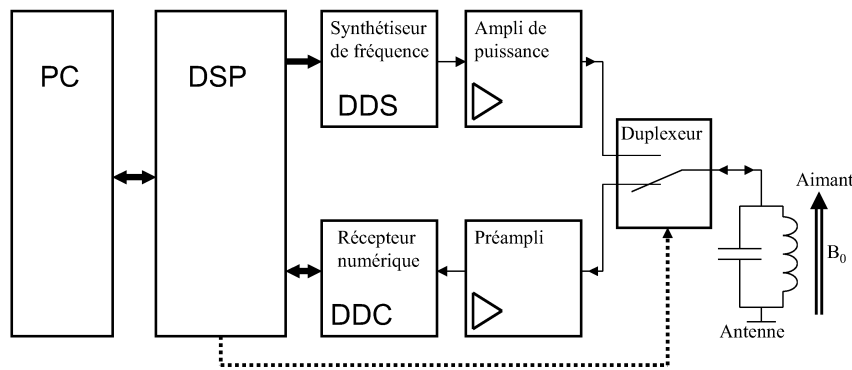 PC
DSP
Synthétiseur
de fréquence
DDS
Ampli de
puissance
Duplexeur
Aimant
B₀
Antenne
Récepteur
numérique
DDC
Préampli